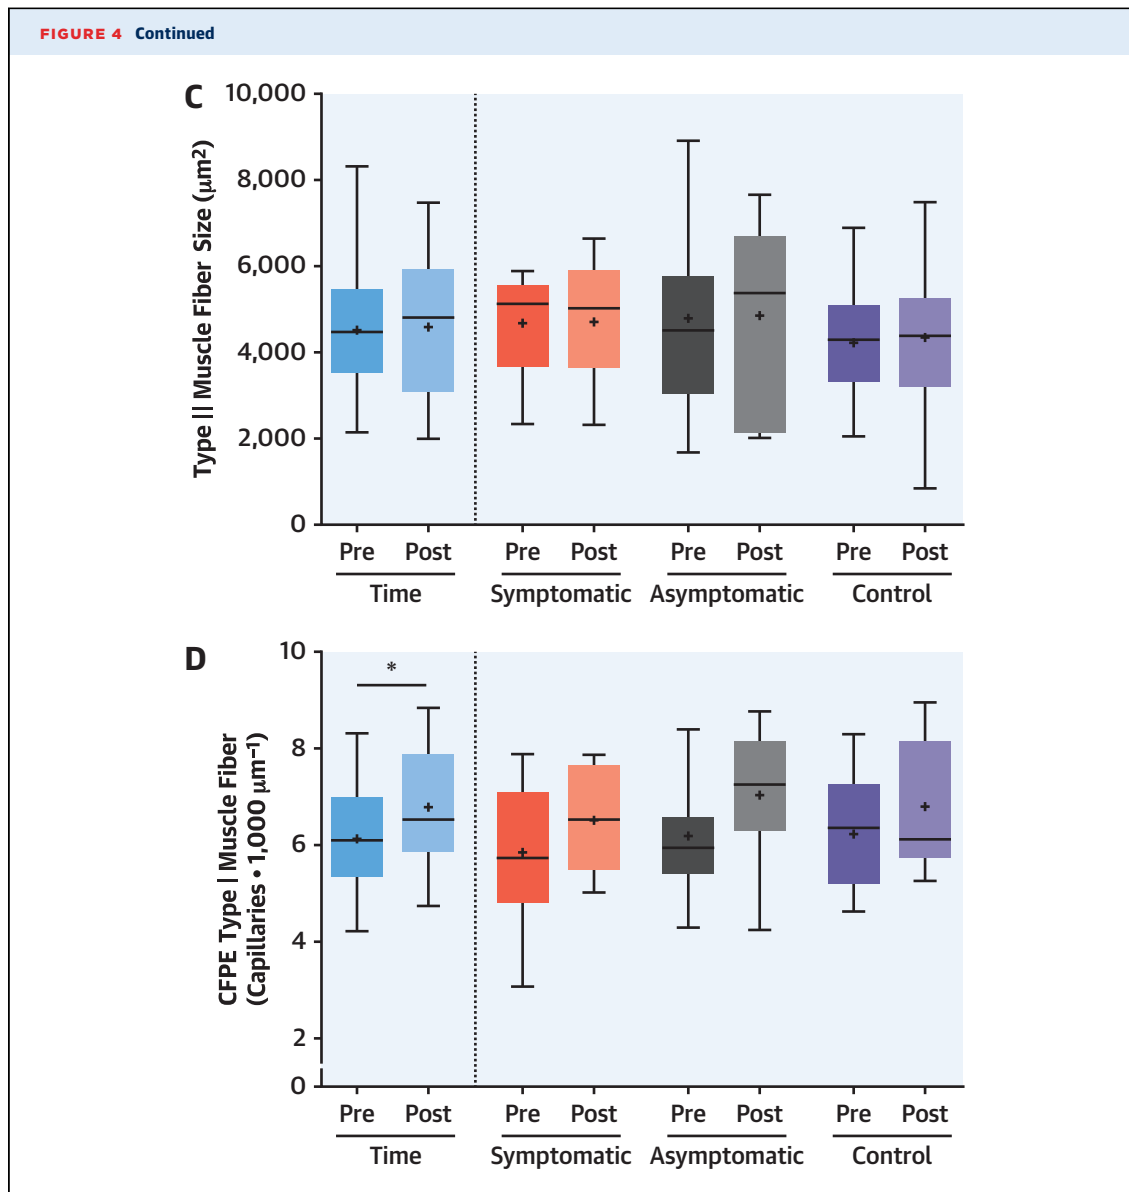 FIGURE 4 Continued
C
Type || Muscle Fiber Size (μm²)
10,000
8,000
6,000
4,000
2,000
0
Pre Post Pre Post Pre Post Pre Post
Time Symptomatic Asymptomatic Control
D
CFPE Type | Muscle Fiber
(Capillaries • 1,000 μm⁻¹)
10
8
6
4
2
0
*
Pre Post Pre Post Pre Post Pre Post
Time Symptomatic Asymptomatic Control